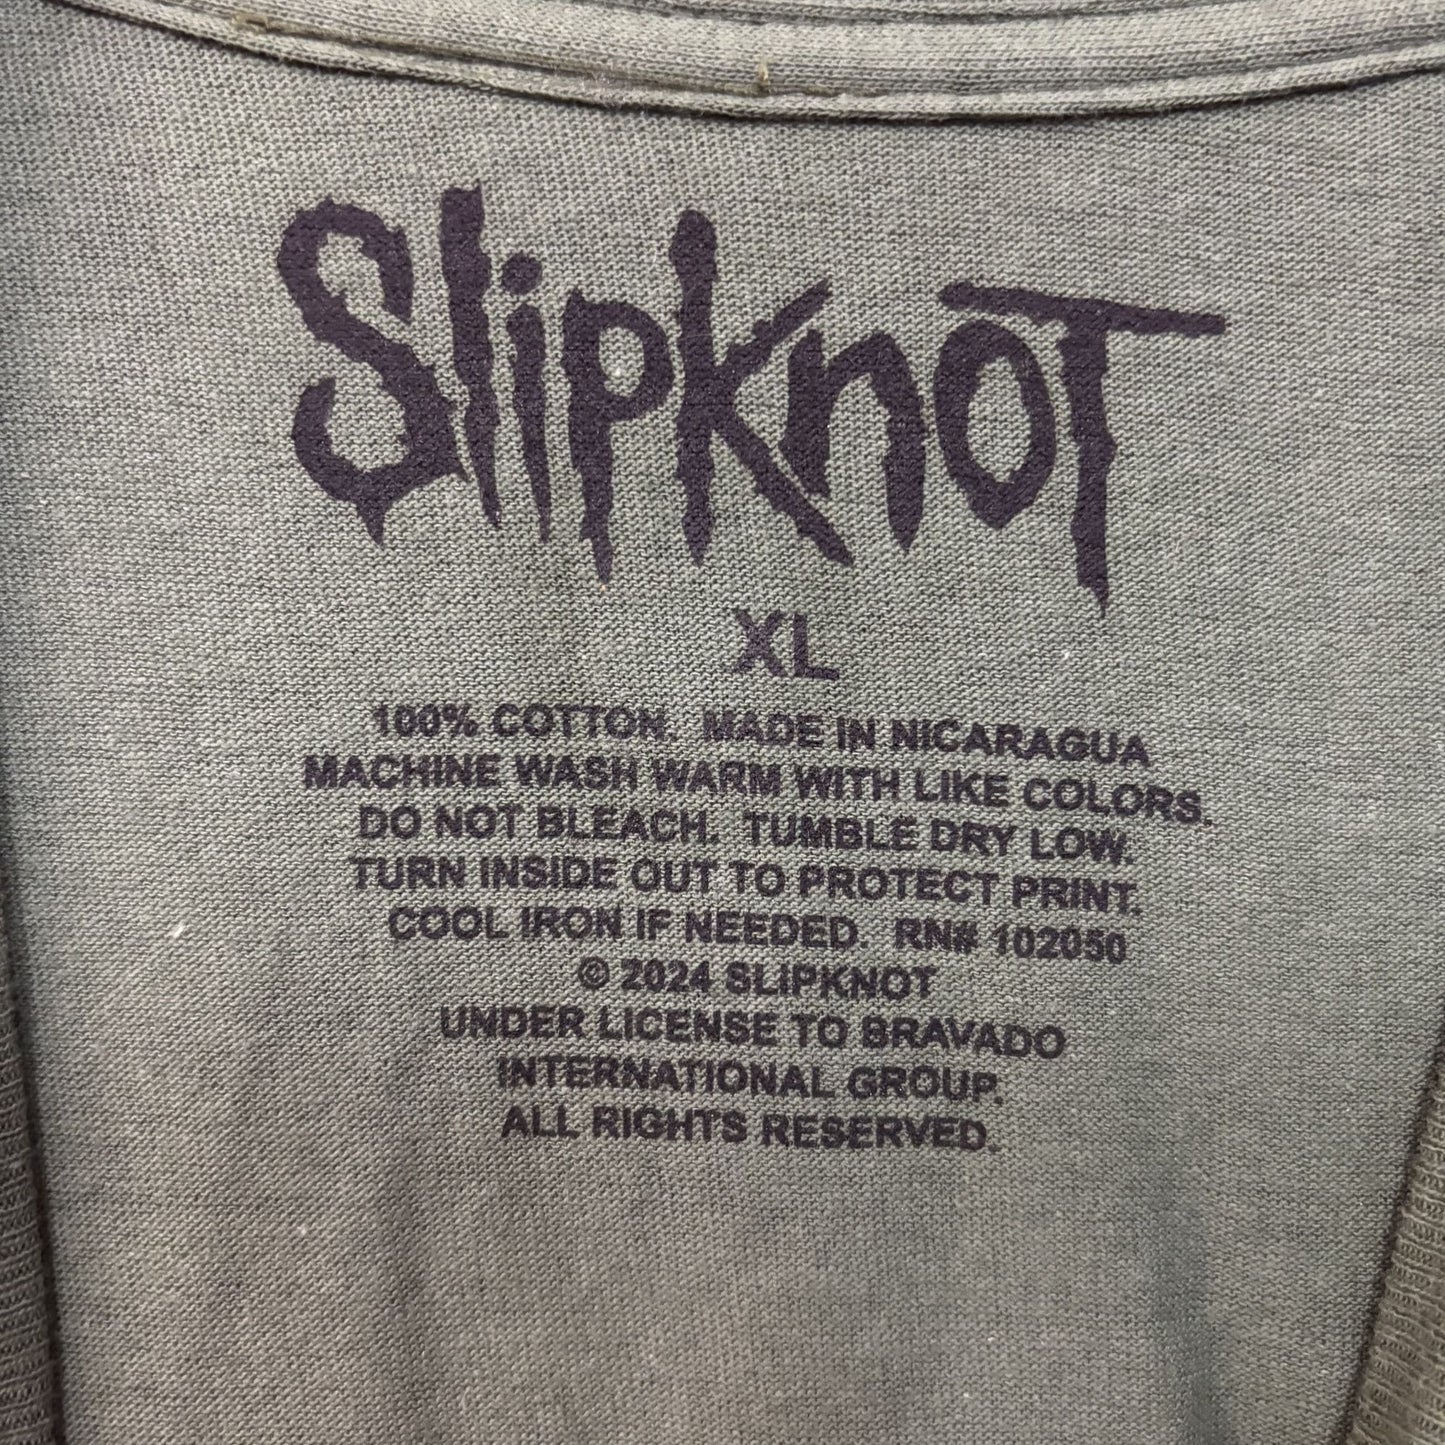 SlipknoT
XL
100% COTTON. MADE IN NICARAGUA
MACHINE WASH WARM WITH LIKE COLORS.
DO NOT BLEACH. TUMBLE DRY LOW.
TURN INSIDE OUT TO PROTECT PRINT.
COOL IRON IF NEEDED. RN# 102050
© 2024 SLIPKNOT
UNDER LICENSE TO BRAVADO
INTERNATIONAL GROUP.
ALL RIGHTS RESERVED.